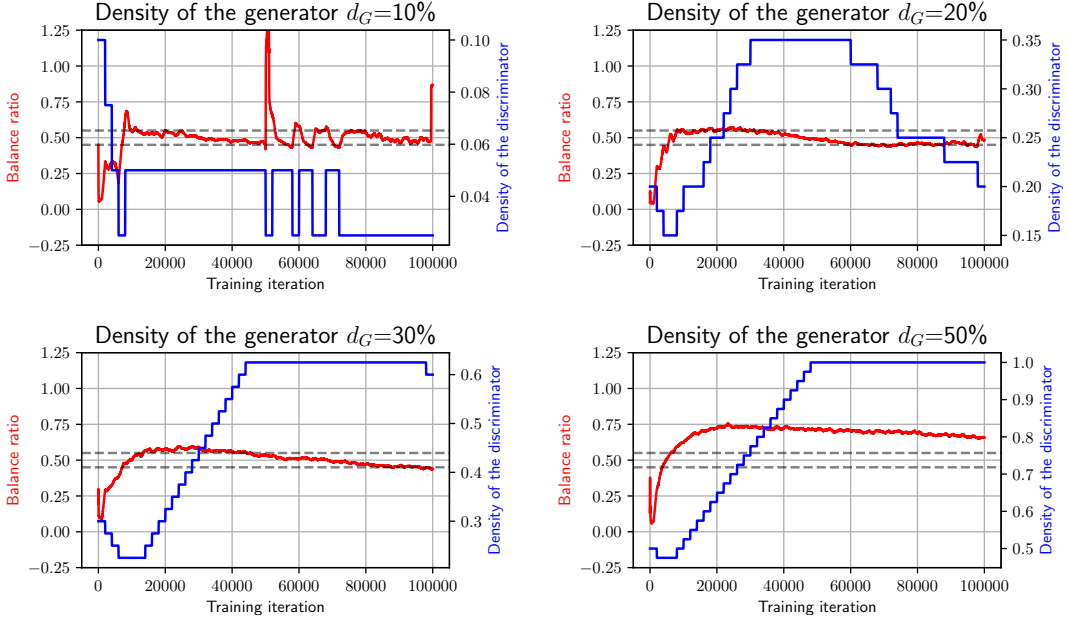 Density of the generator d_G=10%
1.25
1.00
0.75
0.50
0.25
0.00
−0.25
Balance ratio
0.10
0.08
0.06
0.04
Density of the discriminator
0 20000 40000 60000 80000 100000
Training iteration
Density of the generator d_G=20%
1.25
1.00
0.75
0.50
0.25
0.00
−0.25
Balance ratio
0.35
0.30
0.25
0.20
0.15
Density of the discriminator
0 20000 40000 60000 80000 100000
Training iteration
Density of the generator d_G=30%
1.25
1.00
0.75
0.50
0.25
0.00
−0.25
Balance ratio
0.6
0.5
0.4
0.3
Density of the discriminator
0 20000 40000 60000 80000 100000
Training iteration
Density of the generator d_G=50%
1.25
1.00
0.75
0.50
0.25
0.00
−0.25
Balance ratio
1.0
0.9
0.8
0.7
0.6
0.5
Density of the discriminator
0 20000 40000 60000 80000 100000
Training iteration